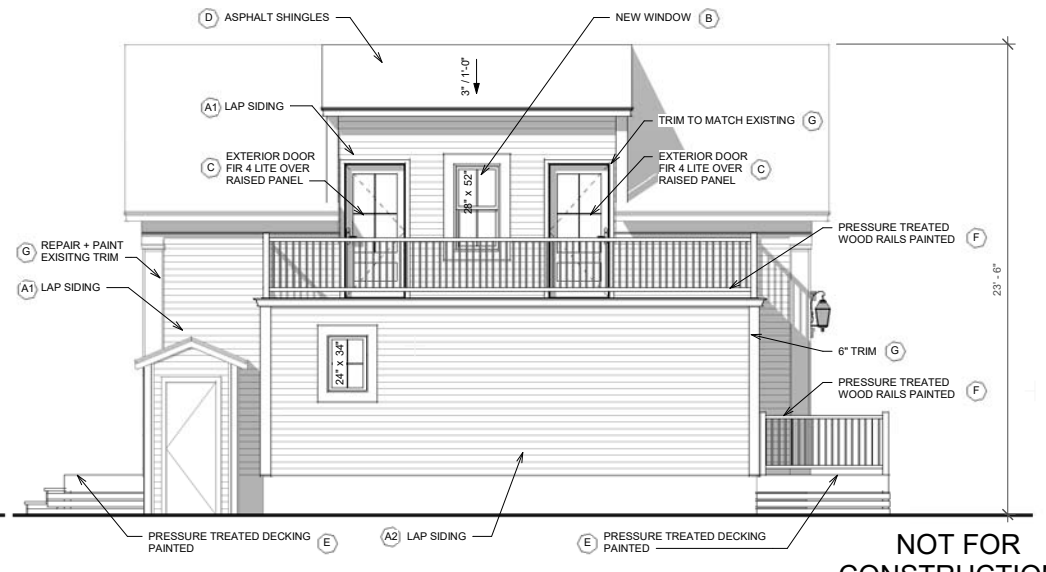 D ASPHALT SHINGLES
NEW WINDOW B
3" / 1'-0"
A1 LAP SIDING
TRIM TO MATCH EXISTING G
C EXTERIOR DOOR
FIR 4 LITE OVER
RAISED PANEL
28" x 52"
EXTERIOR DOOR C
FIR 4 LITE OVER
RAISED PANEL
PRESSURE TREATED
WOOD RAILS PAINTED F
G REPAIR + PAINT
EXISITNG TRIM
A1 LAP SIDING
23' - 6"
24" x 34"
6" TRIM G
PRESSURE TREATED
WOOD RAILS PAINTED F
PRESSURE TREATED DECKING
PAINTED E
A2 LAP SIDING
E PRESSURE TREATED DECKING
PAINTED
NOT FOR
CONSTRUCTION